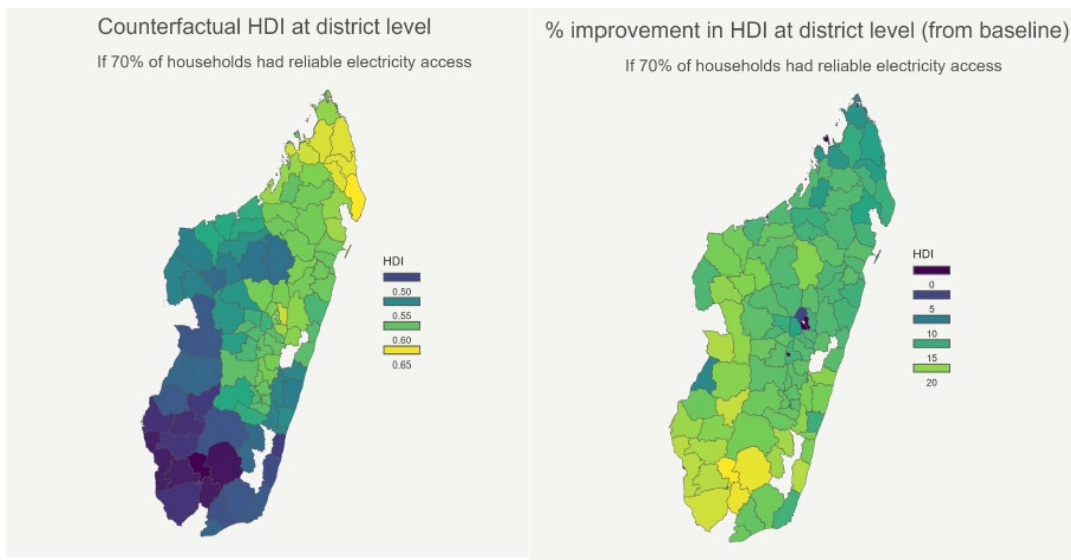 Counterfactual HDI at district level
If 70% of households had reliable electricity access
HDI
0.50
0.55
0.60
0.65
% improvement in HDI at district level (from baseline)
If 70% of households had reliable electricity access
HDI
0
5
10
15
20